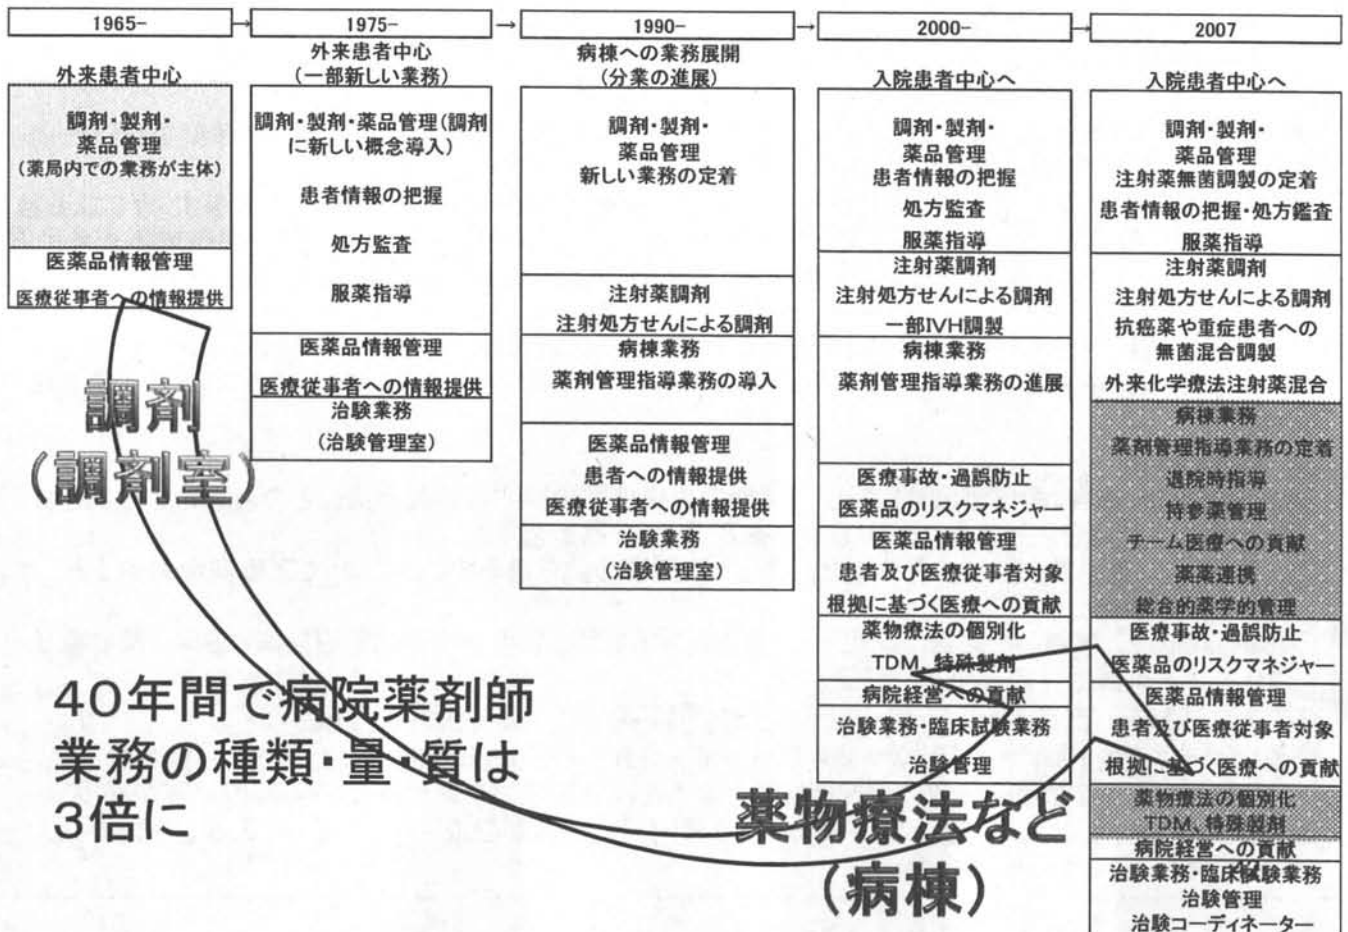 1965−
外来患者中心
調剤・製剤・
薬品管理
(薬局内での業務が主体)
医薬品情報管理
医療従事者への情報提供
1975−
外来患者中心
(一部新しい業務)
調剤・製剤・薬品管理(調剤
に新しい概念導入)
患者情報の把握
処方監査
服薬指導
医薬品情報管理
医療従事者への情報提供
治験業務
(治験管理室)
1990−
病棟への業務展開
(分業の進展)
調剤・製剤・
薬品管理
新しい業務の定着
注射薬調剤
注射処方せんによる調剤
病棟業務
薬剤管理指導業務の導入
医薬品情報管理
患者への情報提供
医療従事者への情報提供
治験業務
(治験管理室)
2000−
入院患者中心へ
調剤・製剤・
薬品管理
患者情報の把握
処方監査
服薬指導
注射薬調剤
注射処方せんによる調剤
一部IVH調製
病棟業務
薬剤管理指導業務の進展
医療事故・過誤防止
医薬品のリスクマネジャー
医薬品情報管理
患者及び医療従事者対象
根拠に基づく医療への貢献
薬物療法の個別化
TDM、特殊製剤
病院経営への貢献
治験業務・臨床試験業務
治験管理
2007
入院患者中心へ
調剤・製剤・
薬品管理
注射薬無菌調製の定着
患者情報の把握・処方鑑査
服薬指導
注射薬調剤
注射処方せんによる調剤
抗癌薬や重症患者への
無菌混合調製
外来化学療法注射薬混合
病棟業務
薬剤管理指導業務の定着
退院時指導
持参薬管理
チーム医療への貢献
薬薬連携
総合的薬学的管理
医療事故・過誤防止
医薬品のリスクマネジャー
医薬品情報管理
患者及び医療従事者対象
根拠に基づく医療への貢献
薬物療法の個別化
TDM、特殊製剤
病院経営への貢献
治験業務・臨床試験業務
治験管理
治験コーディネーター
調剤
(調剤室)
40年間で病院薬剤師
業務の種類・量・質は
3倍に
薬物療法など
(病棟)